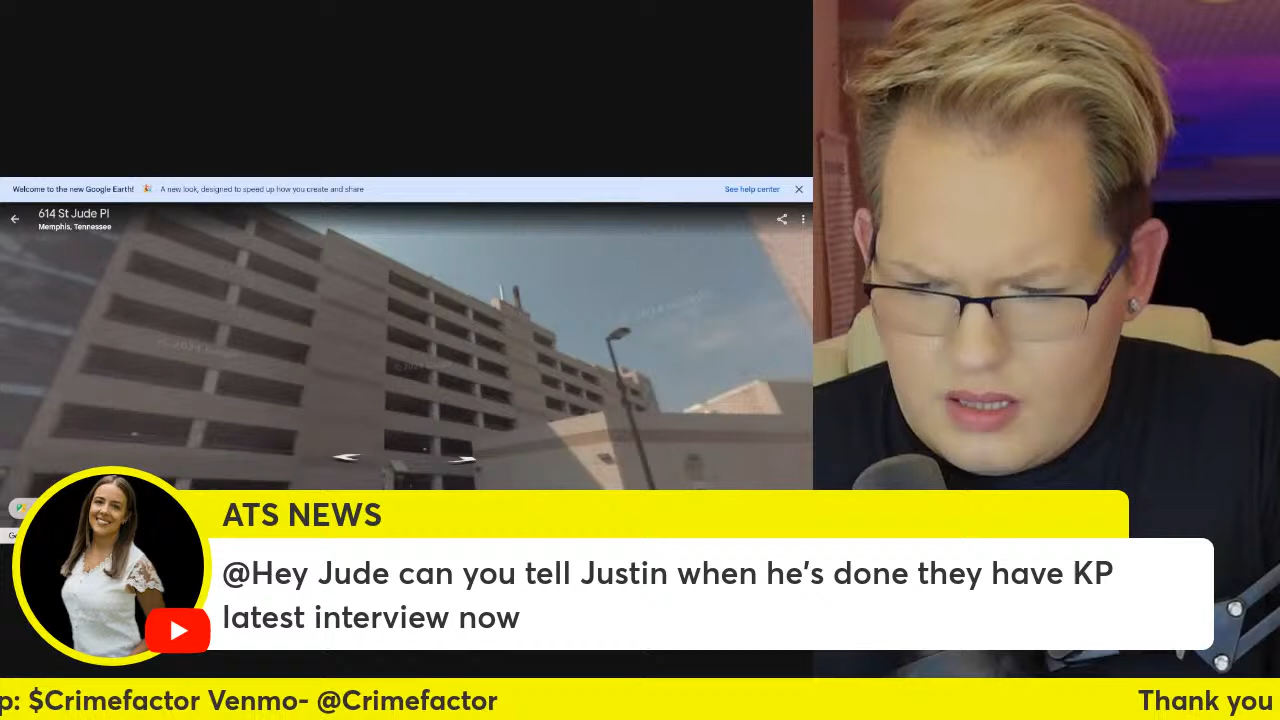 Welcome to the new Google Earth! 🎉 A new look, designed to speed up how you create and share See help center
614 St Jude Pl
Memphis, Tennessee
ATS NEWS
@Hey Jude can you tell Justin when he's done they have KP
latest interview now
p: $Crimefactor Venmo- @Crimefactor Thank you